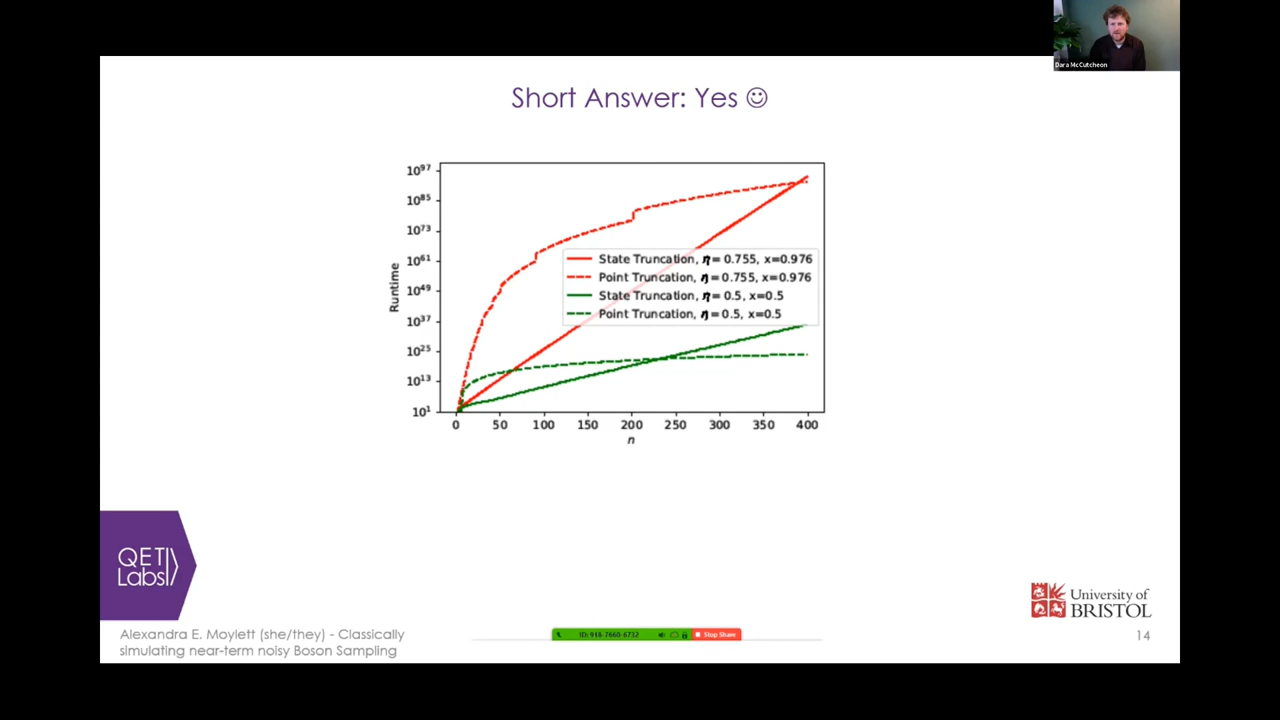 Dara McCutcheon
Short Answer: Yes ☺
10^97
10^85
10^73
10^61
10^49
10^37
10^25
10^13
10^1
Runtime
State Truncation, η = 0.755, x=0.976
Point Truncation, η = 0.755, x=0.976
State Truncation, η = 0.5, x=0.5
Point Truncation, η = 0.5, x=0.5
0 50 100 150 200 250 300 350 400
n
QET
Labs
University of
BRISTOL
Alexandra E. Moylett (she/they) - Classically
simulating near-term noisy Boson Sampling
ID: 916-7660-6732
Stop Share
14